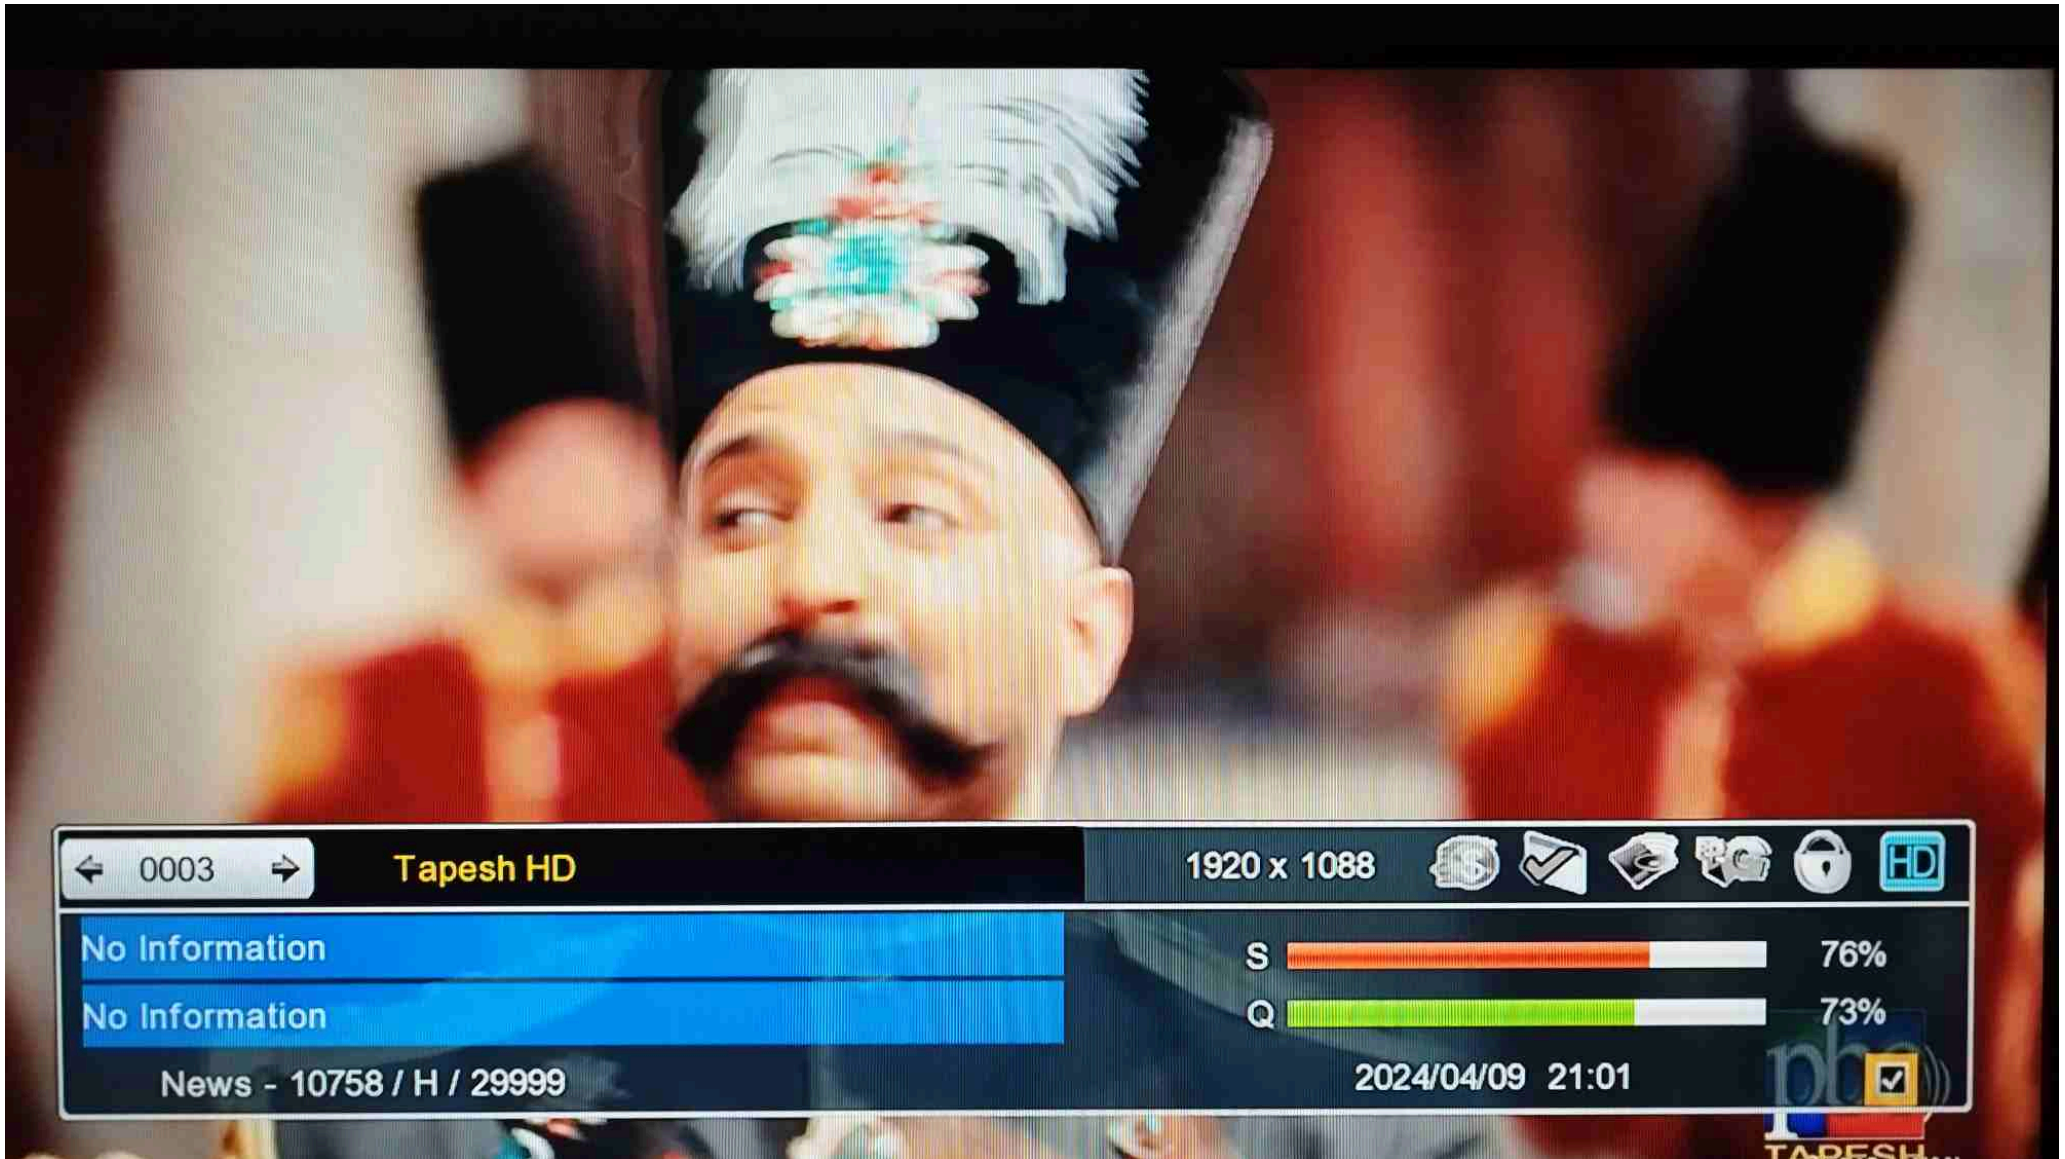 0003
Tapesh HD
1920 x 1088
HD
No Information
S 76%
No Information
Q 73%
News - 10758 / H / 29999
2024/04/09 21:01
TAPESH